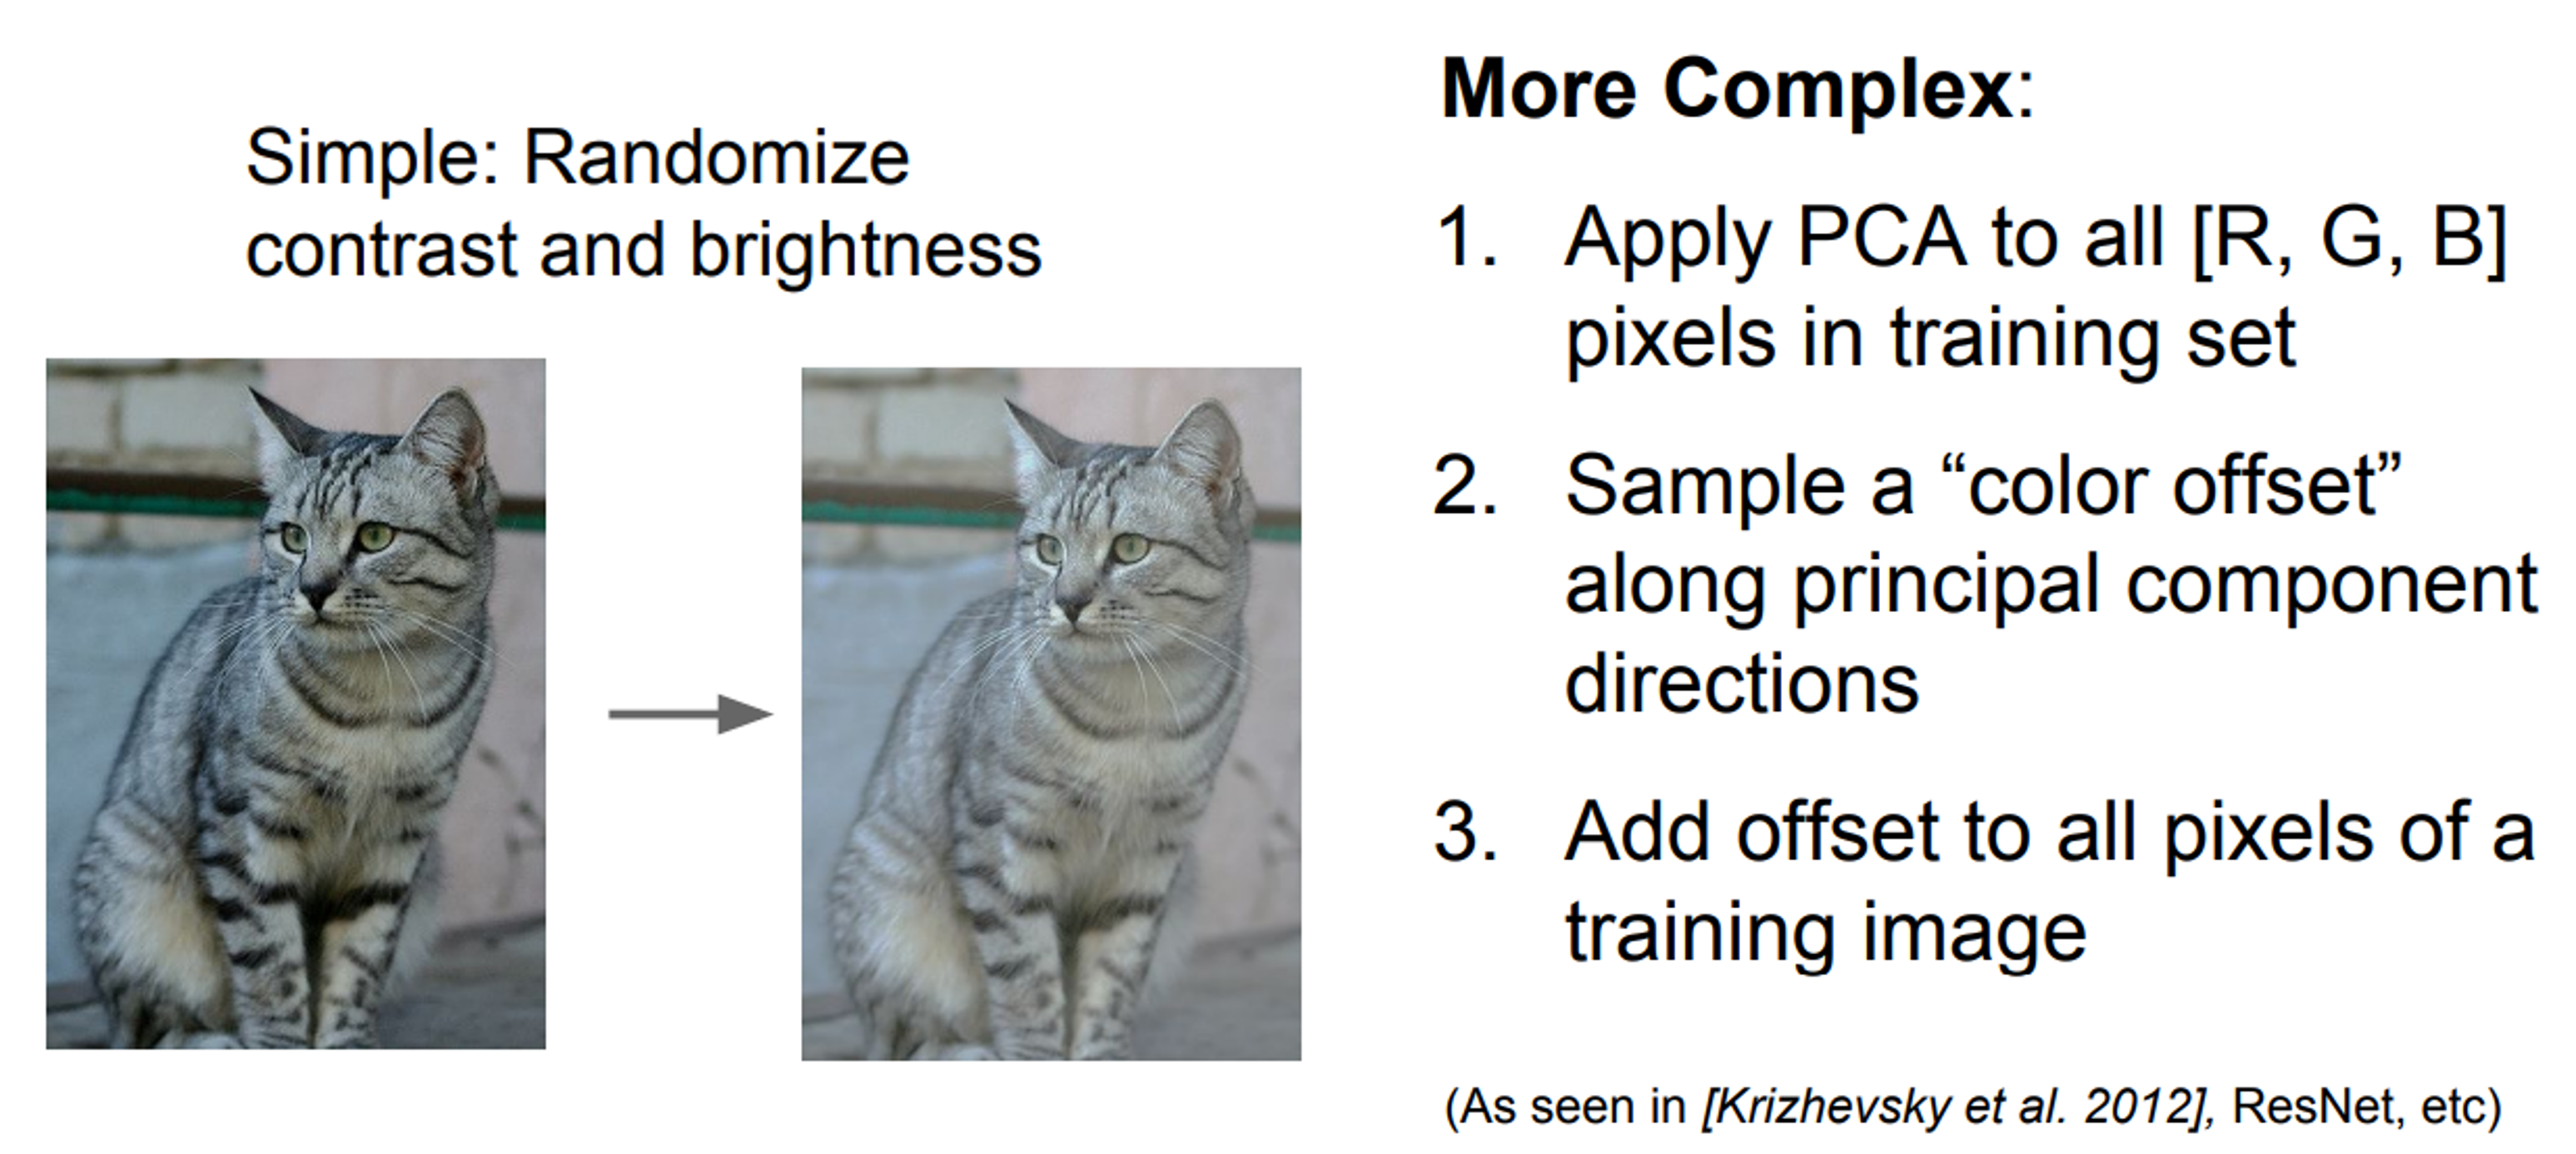 Simple: Randomize
contrast and brightness
More Complex:
1. Apply PCA to all [R, G, B]
pixels in training set
2. Sample a “color offset”
along principal component
directions
3. Add offset to all pixels of a
training image
(As seen in [Krizhevsky et al. 2012], ResNet, etc)